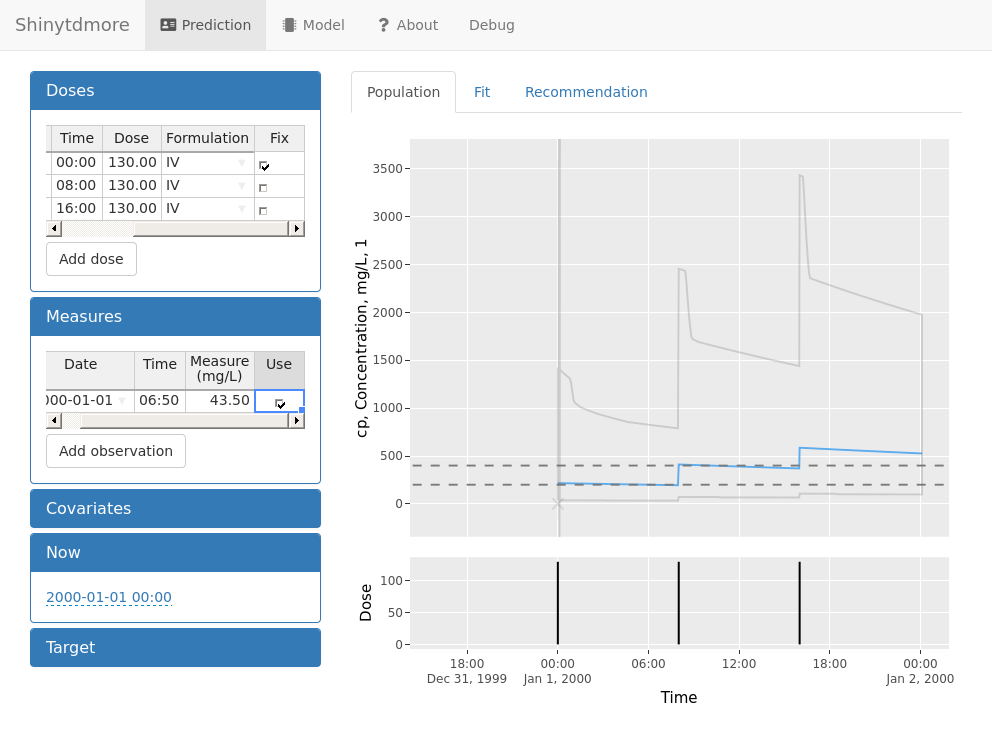 Shinytdmore Prediction Model ? About Debug
Doses
Time Dose Formulation Fix
00:00 130.00 IV
08:00 130.00 IV
16:00 130.00 IV
Add dose
Measures
Date Time Measure (mg/L) Use
000-01-01 06:50 43.50
Add observation
Covariates
Now
2000-01-01 00:00
Target
Population Fit Recommendation
cp, Concentration, mg/L, 1
3500
3000
2500
2000
1500
1000
500
0
Dose
100
50
0
18:00 00:00 06:00 12:00 18:00 00:00
Dec 31, 1999 Jan 1, 2000 Jan 2, 2000
Time